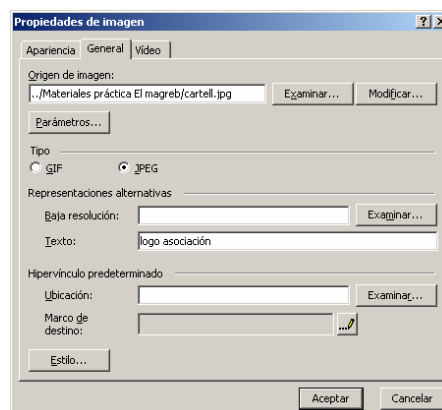 Propiedades de imagen
Apariencia General Vídeo
Origen de imagen:
../Materiales práctica El magreb/cartell.jpg Examinar... Modificar...
Parámetros...
Tipo
GIF JPEG
Representaciones alternativas
Baja resolución: Examinar...
Texto: logo asociación
Hipervínculo predeterminado
Ubicación: Examinar...
Marco de
destino: ...
Estilo...
Aceptar Cancelar